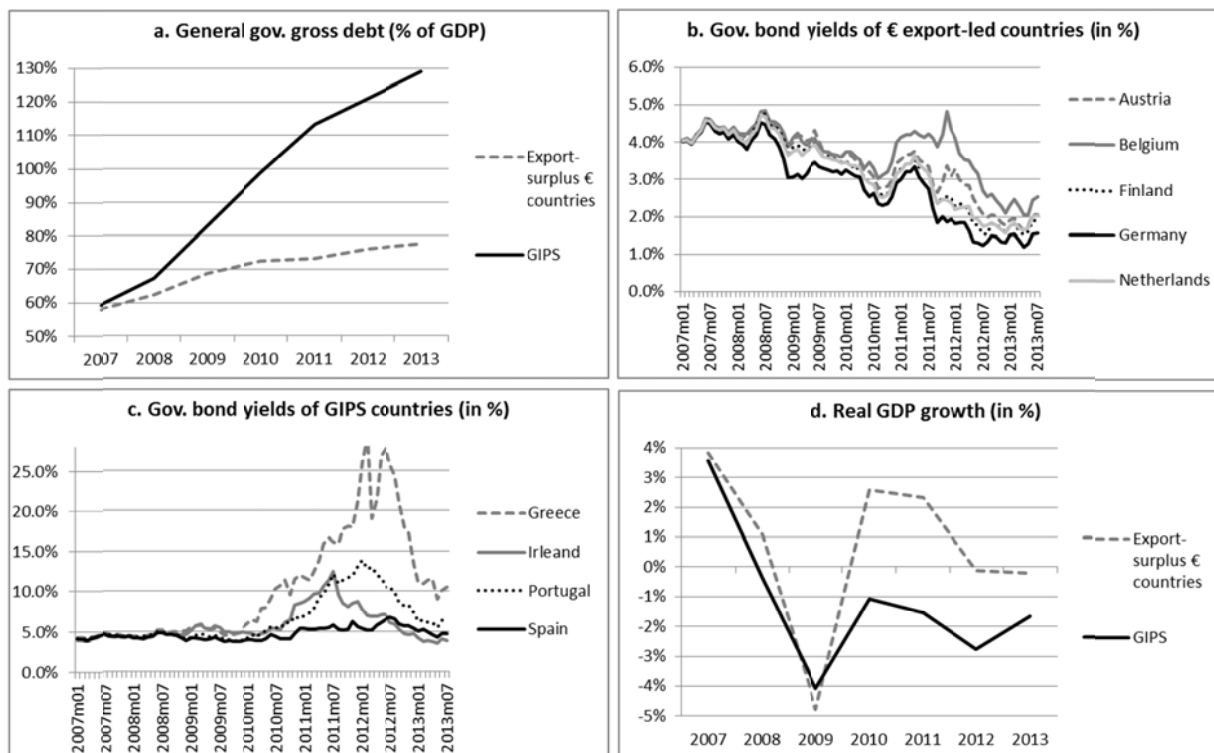 a. General gov. gross debt (% of GDP)
130%
120%
110%
100%
90%
80%
70%
60%
50%
2007 2008 2009 2010 2011 2012 2013
Export-
surplus €
countries
GIPS
b. Gov. bond yields of € export-led countries (in %)
6.0%
5.0%
4.0%
3.0%
2.0%
1.0%
0.0%
2007m01
2007m07
2008m01
2008m07
2009m01
2009m07
2010m01
2010m07
2011m01
2011m07
2012m01
2012m07
2013m01
2013m07
Austria
Belgium
Finland
Germany
Netherlands
c. Gov. bond yields of GIPS countries (in %)
25.0%
20.0%
15.0%
10.0%
5.0%
0.0%
2007m01
2007m07
2008m01
2008m07
2009m01
2009m07
2010m01
2010m07
2011m01
2011m07
2012m01
2012m07
2013m01
2013m07
Greece
Irleand
Portugal
Spain
d. Real GDP growth (in %)
4%
3%
2%
1%
0%
-1%
-2%
-3%
-4%
-5%
2007 2008 2009 2010 2011 2012 2013
Export-
surplus €
countries
GIPS